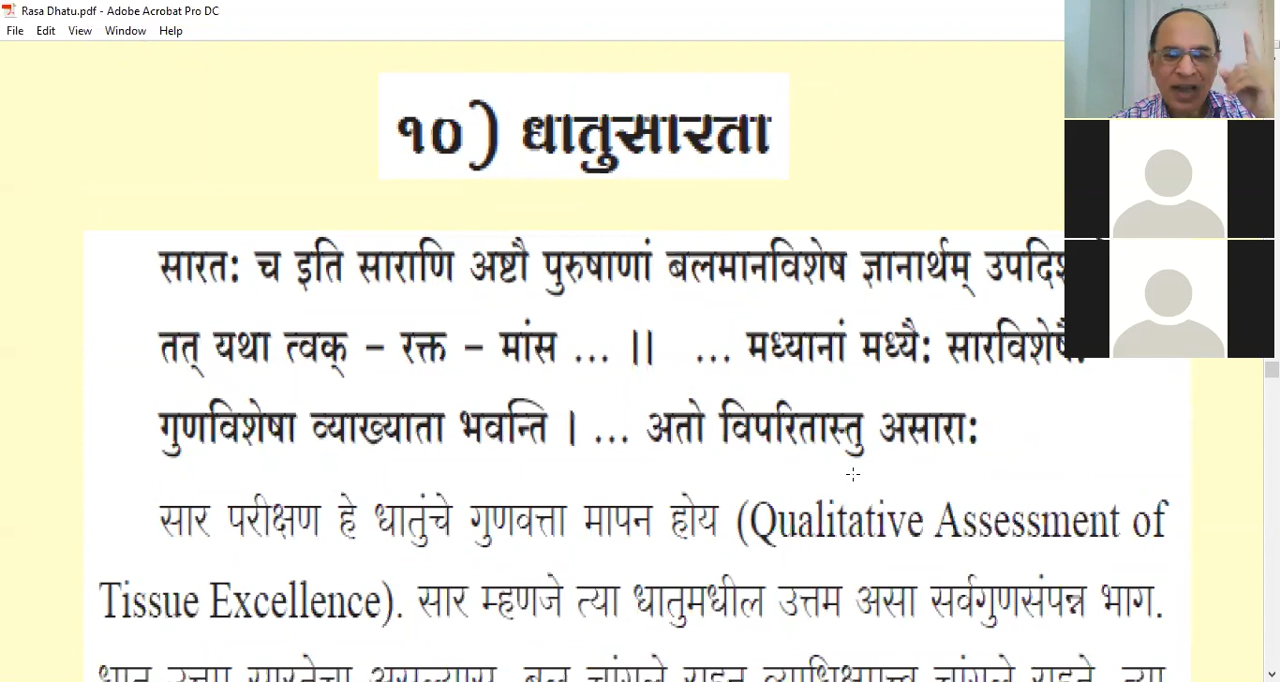 Rasa Dhatu.pdf - Adobe Acrobat Pro DC
File Edit View Window Help
१०) धातुसारता
सारतः च इति साराणि अष्टौ पुरुषाणां बलमानविशेष ज्ञानार्थम्
तत् यथा त्वक् – रक्त – मांस ... ।। ... मध्यानां मध्यैः सारविशेषैः
गुणविशेषा व्याख्याता भवन्ति । ... अतो विपरितास्तु असाराः
सार परीक्षण हे धातुंचे गुणवत्ता मापन होय (Qualitative Assessment of
Tissue Excellence). सार म्हणजे त्या धातुमधील उत्तम असा सर्वगुणसंपन्न भाग.